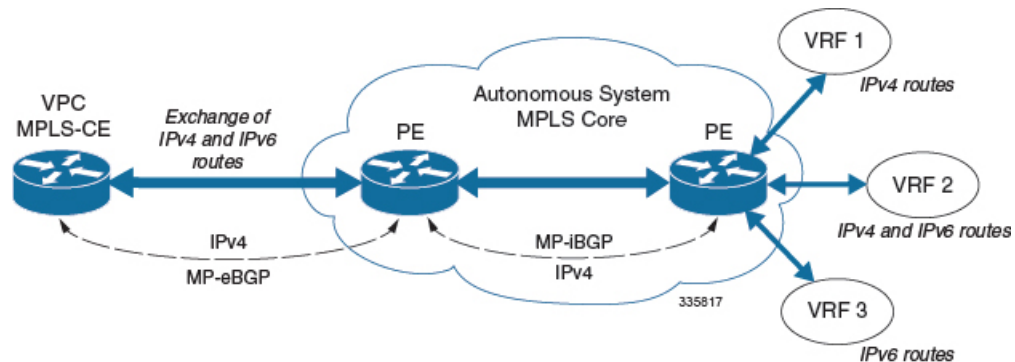 VPC
MPLS-CE
Exchange of
IPv4 and IPv6
routes
PE
Autonomous System
MPLS Core
PE
VRF 1
IPv4 routes
VRF 2
IPv4 and IPv6 routes
VRF 3
IPv6 routes
IPv4
MP-eBGP
MP-iBGP
IPv4
335817